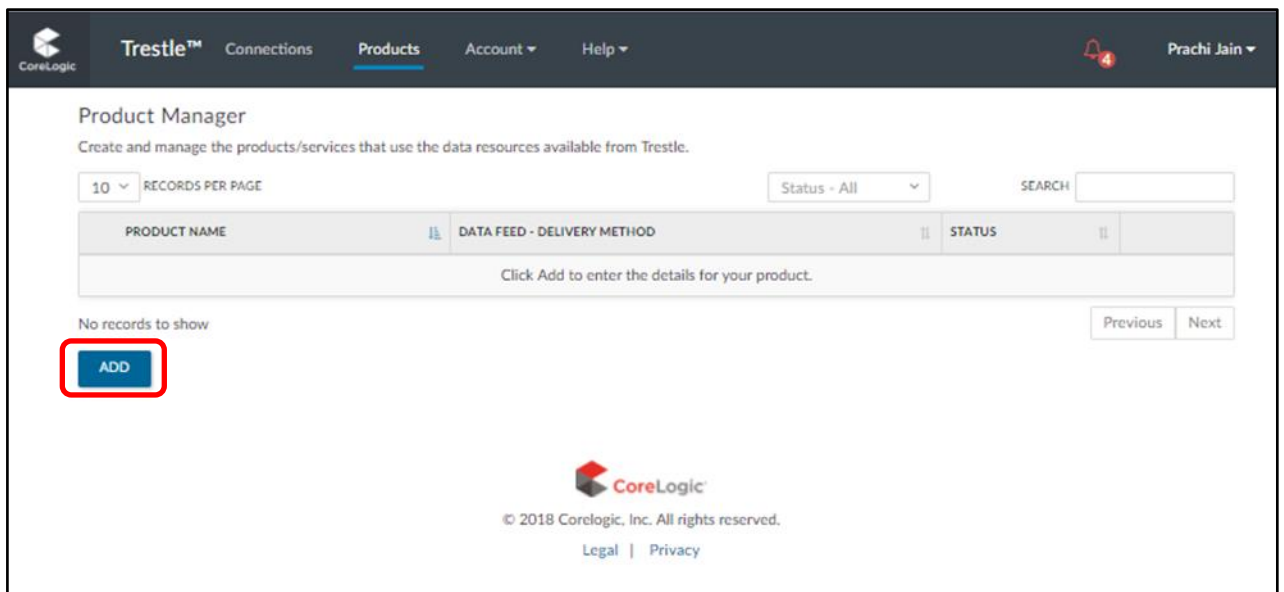 CoreLogic Trestle™ Connections Products Account Help 4 Prachi Jain
Product Manager
Create and manage the products/services that use the data resources available from Trestle.
10 RECORDS PER PAGE Status - All SEARCH
PRODUCT NAME DATA FEED - DELIVERY METHOD STATUS
Click Add to enter the details for your product.
No records to show Previous Next
ADD
CoreLogic
© 2018 Corelogic, Inc. All rights reserved.
Legal | Privacy